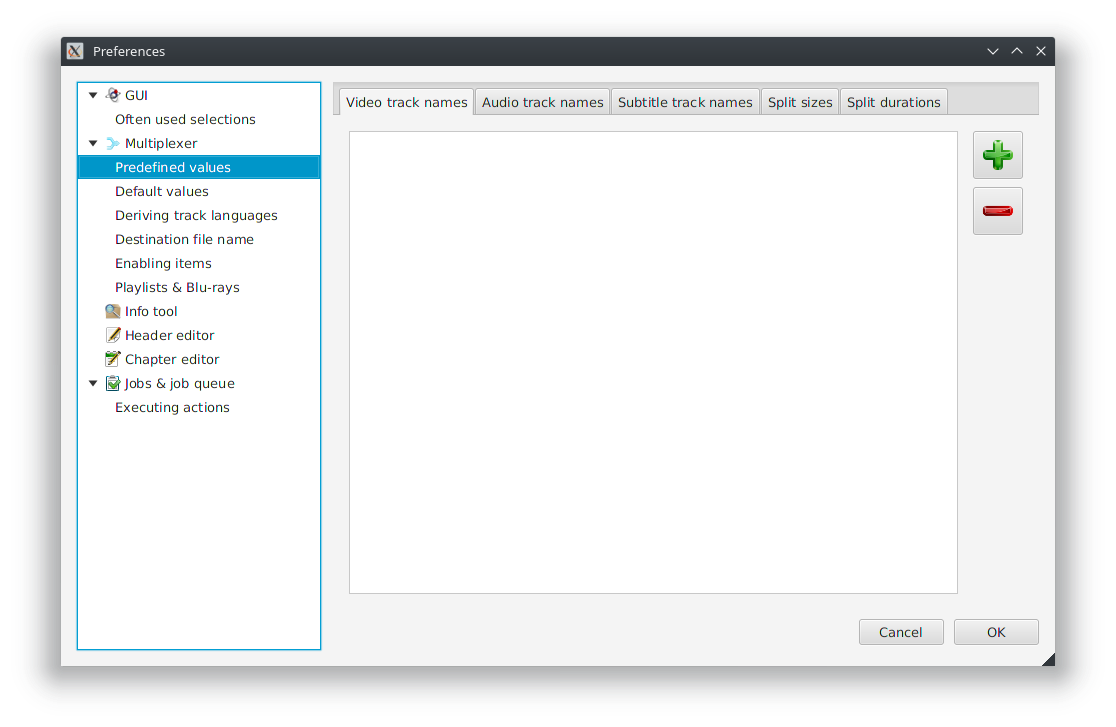 Preferences
GUI
Often used selections
Multiplexer
Predefined values
Default values
Deriving track languages
Destination file name
Enabling items
Playlists & Blu-rays
Info tool
Header editor
Chapter editor
Jobs & job queue
Executing actions
Video track names Audio track names Subtitle track names Split sizes Split durations
Cancel OK